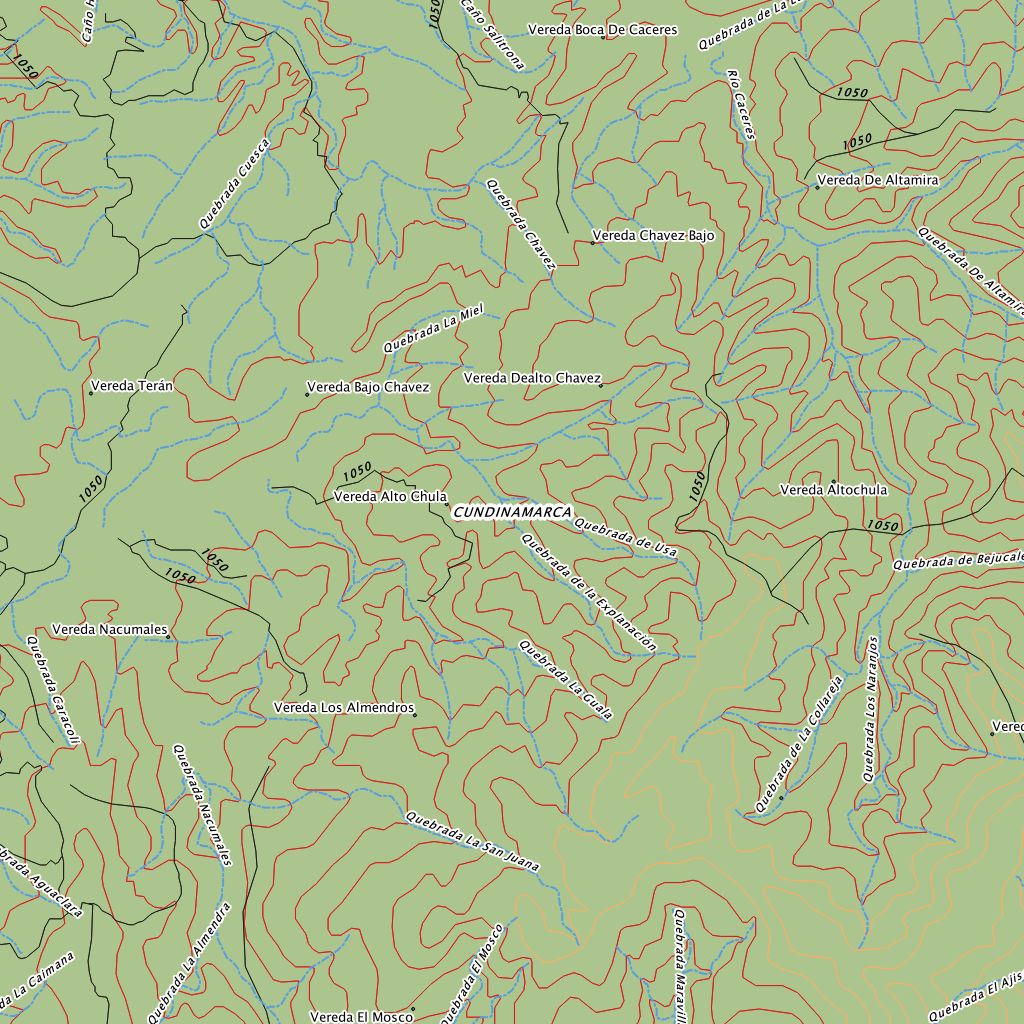 Caño
1050
Caño Salitrona
Vereda Boca De Caceres
Quebrada de La
1050
Río Caceres
1050
1050
Quebrada Cuesca
Vereda De Altamira
Quebrada Chavez
Vereda Chavez Bajo
Quebrada De Altamira
Quebrada La Miel
Vereda Terán
Vereda Bajo Chavez
Vereda Dealto Chavez
1050
1050
1050
Vereda Alto Chula
Vereda Altochula
CUNDINAMARCA
Quebrada de Usa
1050
1050
1050
Quebrada de la Explanación
Quebrada de Bejucale
Vereda Nacumales
Quebrada Caracolí
Quebrada La Guala
Quebrada de La Collareja
Quebrada Los Naranjos
Vereda Los Almendros
Quebrada Nacumales
Quebrada La San Juana
Aguaclara
Quebrada La Almendra
La Caimana
Quebrada El Mosco
Quebrada Maravill
Quebrada El Ajis
Vereda El Mosco